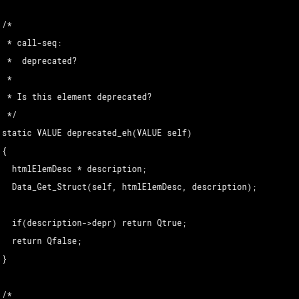 /*
 * call-seq:
 *  deprecated?
 *
 * Is this element deprecated?
 */
static VALUE deprecated_eh(VALUE self)
{
  htmlElemDesc * description;
  Data_Get_Struct(self, htmlElemDesc, description);

  if(description->depr) return Qtrue;
  return Qfalse;
}

/*